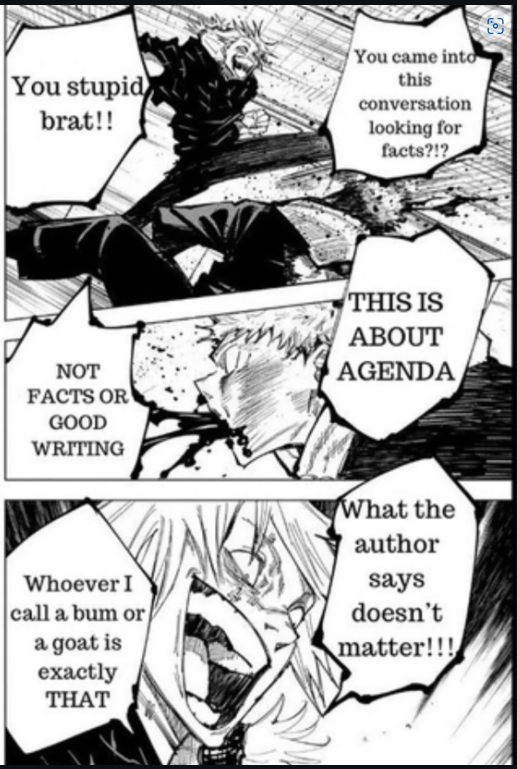 You came into
this
conversation
looking for
facts?!?
You stupid
brat!!
THIS IS
ABOUT
AGENDA
NOT
FACTS OR
GOOD
WRITING
What the
author
says
doesn't
matter!!!
Whoever I
call a bum or
a goat is
exactly
THAT